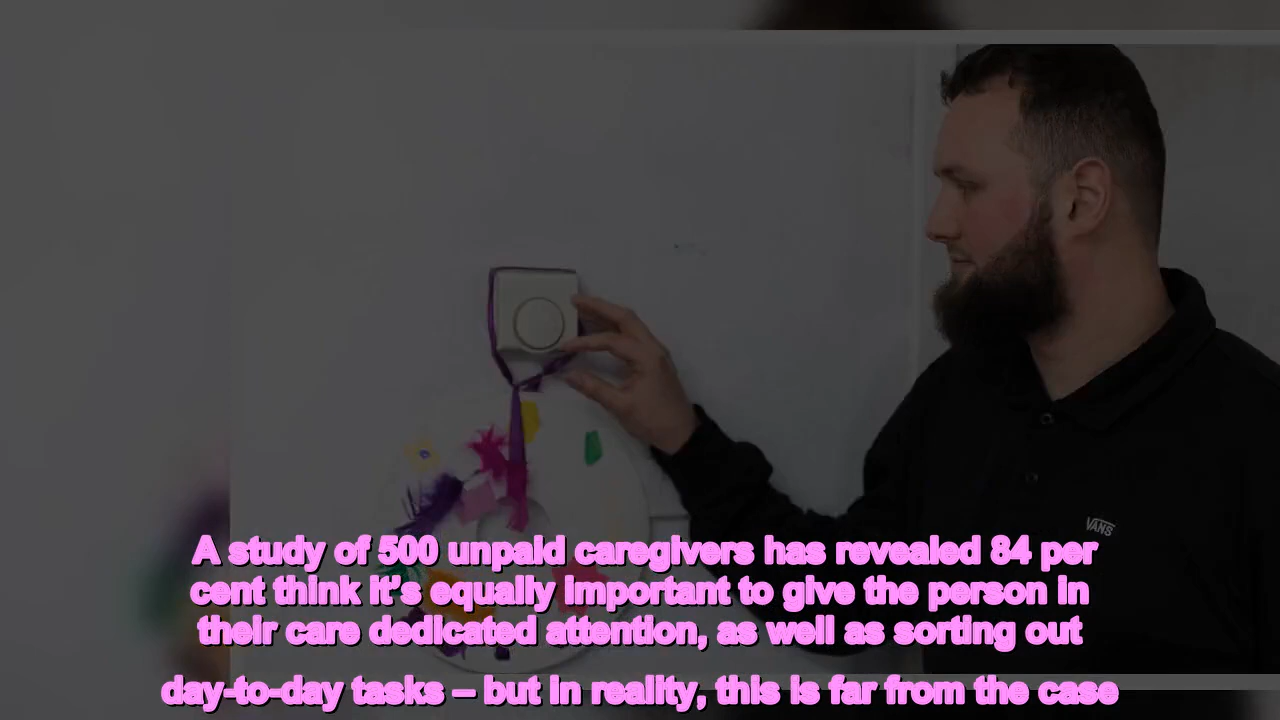 VANS
A study of 500 unpaid caregivers has revealed 84 per
cent think it's equally important to give the person in
their care dedicated attention, as well as sorting out
day-to-day tasks – but in reality, this is far from the case